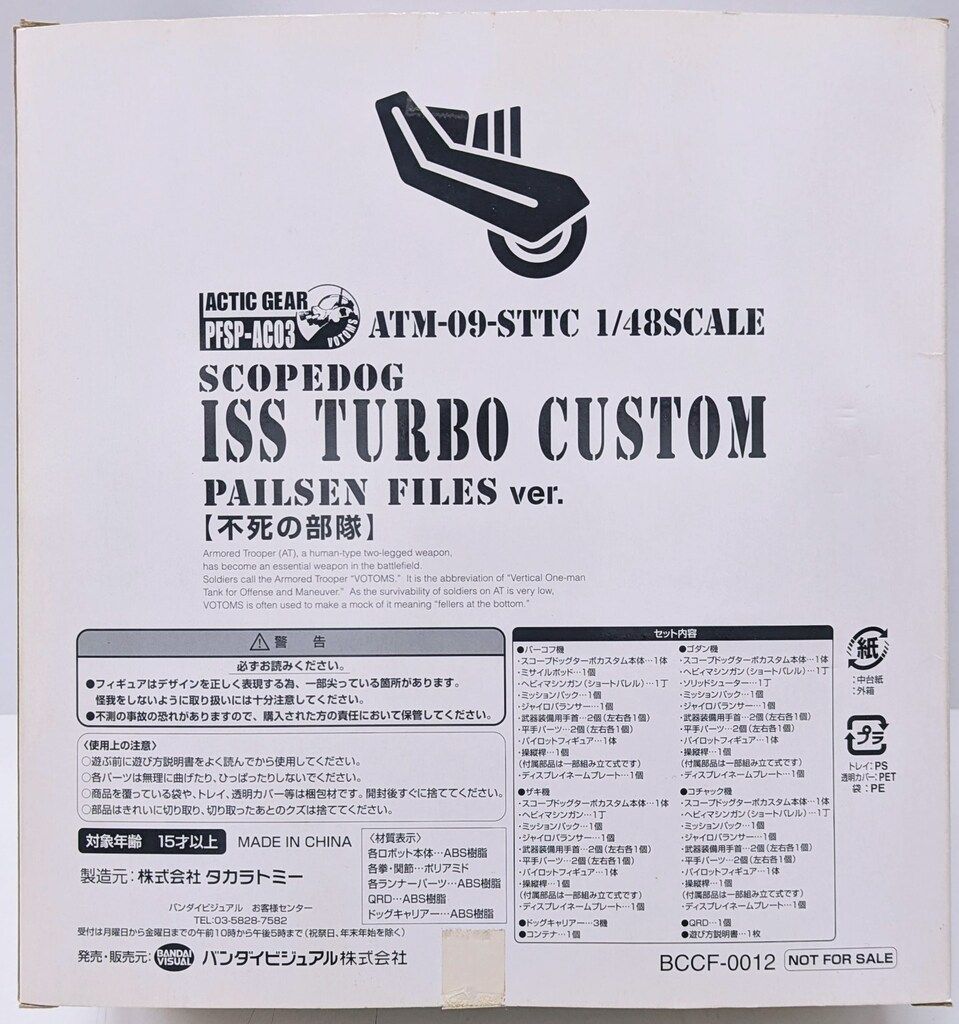 ACTIC GEAR
PFSP-AC03
VOTOMS
ATM-09-STTC 1/48SCALE
SCOPEDOG
ISS TURBO CUSTOM
PAILSEN FILES ver.
【不死の部隊】
Armored Trooper (AT), a human-type two-legged weapon,
has become an essential weapon in the battlefield.
Soldiers call the Armored Trooper "VOTOMS." It is the abbreviation of "Vertical One-man
Tank for Offense and Maneuver." As the survivability of soldiers on AT is very low,
VOTOMS is often used to make a mock of it meaning "fellers at the bottom."
⚠警 告
必ずお読みください。
●フィギュアはデザインを正しく表現する為、一部尖っている箇所があります。
怪我をしないように取り扱いには十分注意してください。
●不測の事故の恐れがありますので、購入された方の責任において保管してください。
〈使用上の注意〉
○遊ぶ前に遊び方説明書をよく読んでから使用してください。
○各パーツは無理に曲げたり、ひっぱったりしないでください。
○商品を覆っている袋や、トレイ、透明カバー等は梱包材です。開封後すぐに捨ててください。
○部品はきれいに切り取り、切り取ったあとのクズは捨ててください。
対象年齢 15才以上
MADE IN CHINA
製造元:株式会社 タカラトミー
〈材質表示〉
各ロボット本体…ABS樹脂
各拳・関節…ポリアミド
各ランナーパーツ…ABS樹脂
QRD…ABS樹脂
ドッグキャリアー…ABS樹脂
バンダイビジュアル お客様センター
TEL:03-5828-7582
受付は月曜日から金曜日までの午前10時から午後5時まで(祝祭日、年末年始を除く)
発売・販売元: BANDAI VISUAL バンダイビジュアル株式会社
セット内容
●バーコフ機
・スコープドッグターボカスタム本体…1体
・ミサイルポッド…1個
・ヘビィマシンガン(ショートバレル)…1丁
・ミッションパック…1個
・ジャイロバランサー…1個
・武器装備用手首…2個(左右各1個)
・平手パーツ…2個(左右各1個)
・パイロットフィギュア…1体
・操縦桿…1個
(付属部品は一部組み立て式です)
・ディスプレイネームプレート…1個
●ゴダン機
・スコープドッグターボカスタム本体…1体
・ヘビィマシンガン(ショートバレル)…1丁
・ソリッドシューター…1丁
・ミッションパック…1個
・ジャイロバランサー…1個
・武器装備用手首…2個(左右各1個)
・平手パーツ…2個(左右各1個)
・パイロットフィギュア…1体
・操縦桿…1個
(付属部品は一部組み立て式です)
・ディスプレイネームプレート…1個
●ザキ機
・スコープドッグターボカスタム本体…1体
・ヘビィマシンガン…1丁
・ミッションパック…1個
・ジャイロバランサー…1個
・武器装備用手首…2個(左右各1個)
・平手パーツ…2個(左右各1個)
・パイロットフィギュア…1体
・操縦桿…1個
(付属部品は一部組み立て式です)
・ディスプレイネームプレート…1個
●コチャック機
・スコープドッグターボカスタム本体…1体
・ヘビィマシンガン(ショートバレル)…1丁
・ミッションパック…1個
・ジャイロバランサー…1個
・武器装備用手首…2個(左右各1個)
・平手パーツ…2個(左右各1個)
・パイロットフィギュア…1体
・操縦桿…1個
(付属部品は一部組み立て式です)
・ディスプレイネームプレート…1個
●ドッグキャリアー…3機
●コンテナ…1個
●QRD…1個
●遊び方説明書…1枚
紙
:中台紙
:外箱
プラ
トレイ:PS
透明カバー:PET
袋:PE
BCCF-0012 NOT FOR SALE